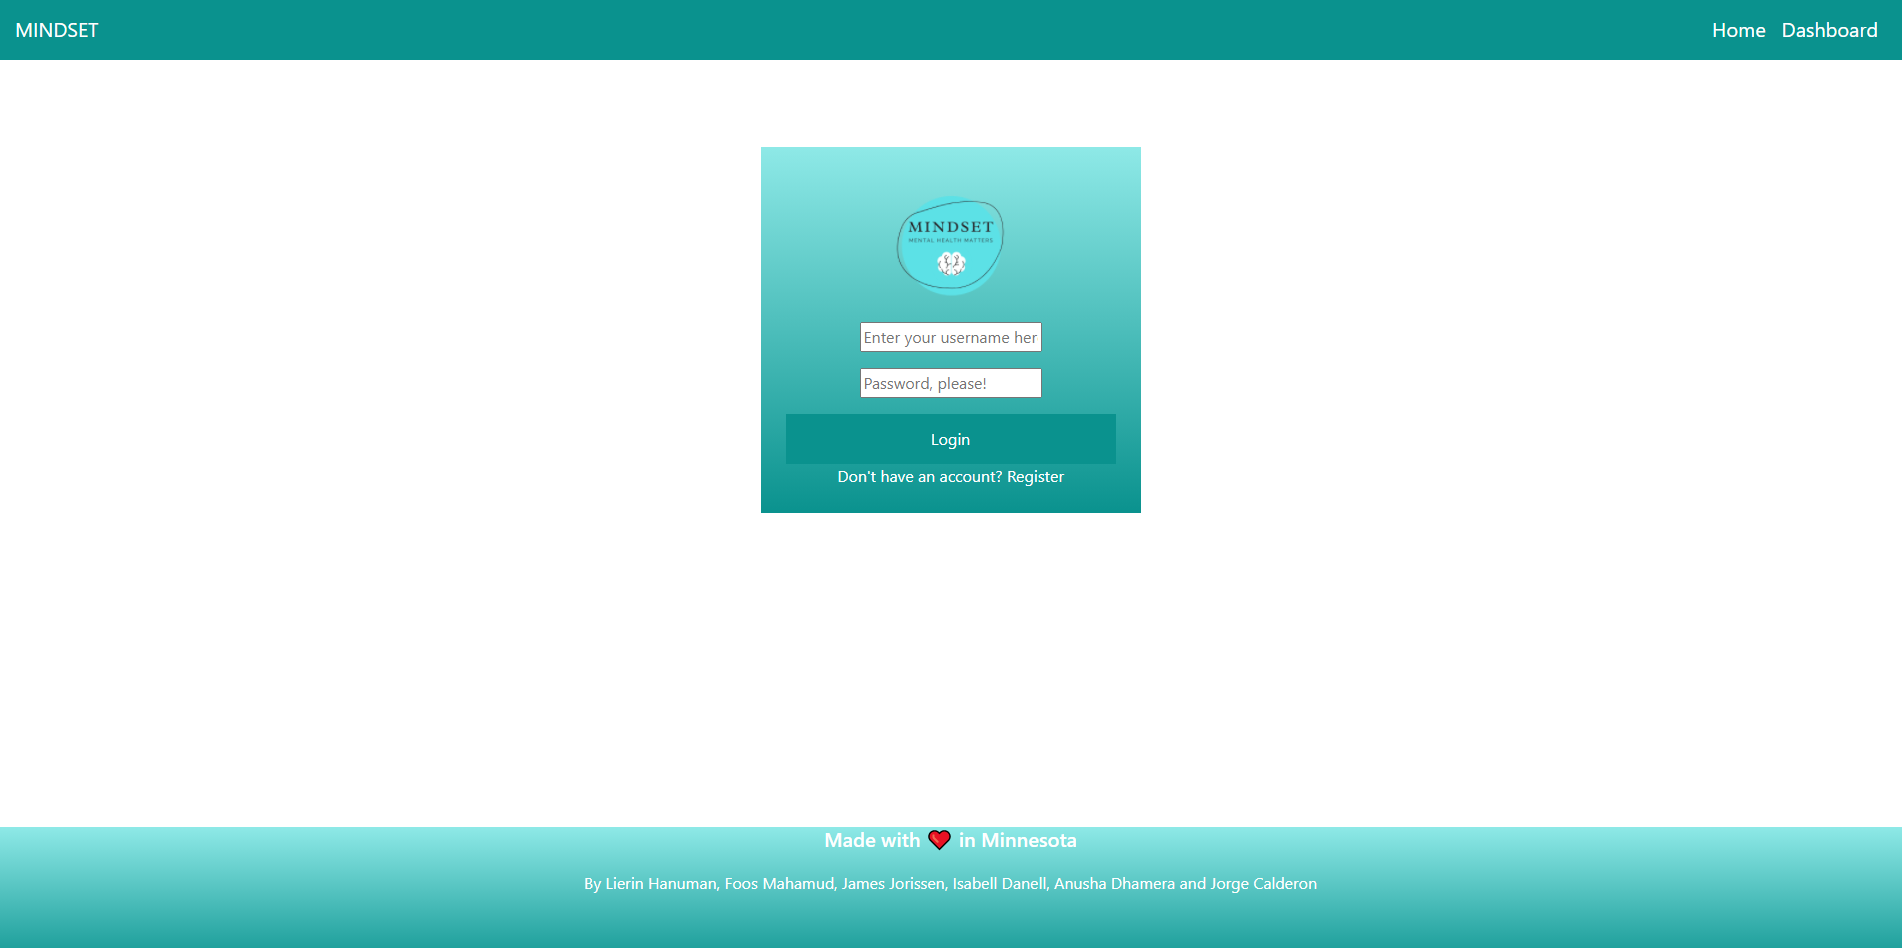 MINDSET
Home Dashboard
MINDSET
MENTAL HEALTH MATTERS
Enter your username her
Password, please!
Login
Don't have an account? Register
Made with ❤️ in Minnesota
By Lierin Hanuman, Foos Mahamud, James Jorissen, Isabell Danell, Anusha Dhamera and Jorge Calderon